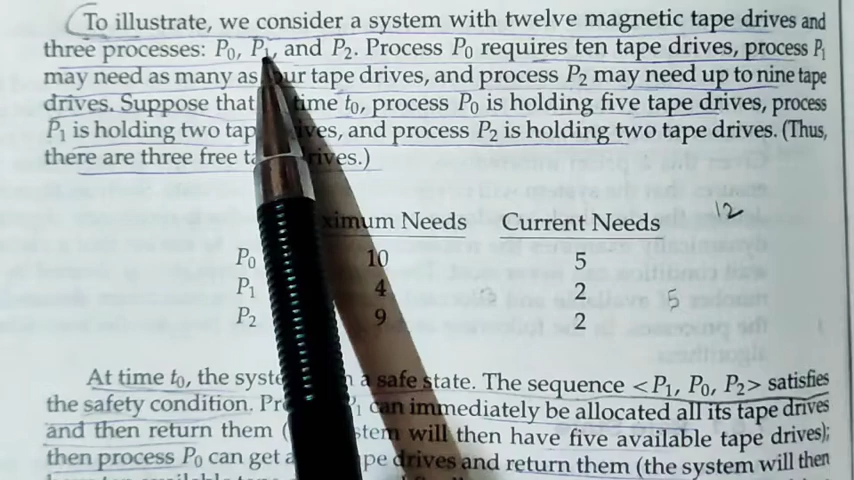 To illustrate, we consider a system with twelve magnetic tape drives and
three processes: P0, P1, and P2. Process P0 requires ten tape drives, process P1
may need as many as ur tape drives, and process P2 may need up to nine tape
drives. Suppose that time t0, process P0 is holding five tape drives, process
P1 is holding two tap ives, and process P2 is holding two tape drives. (Thus,
there are three free ta rives.)
ximum Needs Current Needs 12
P0 10 5
P1 4 2 5
P2 9 2
At time t0, the syste a safe state. The sequence <P1, P0, P2> satisfies
the safety condition. Pr can immediately be allocated all its tape drives
and then return them ( stem will then have five available tape drives);
then process P0 can get a pe drives and return them (the system will then